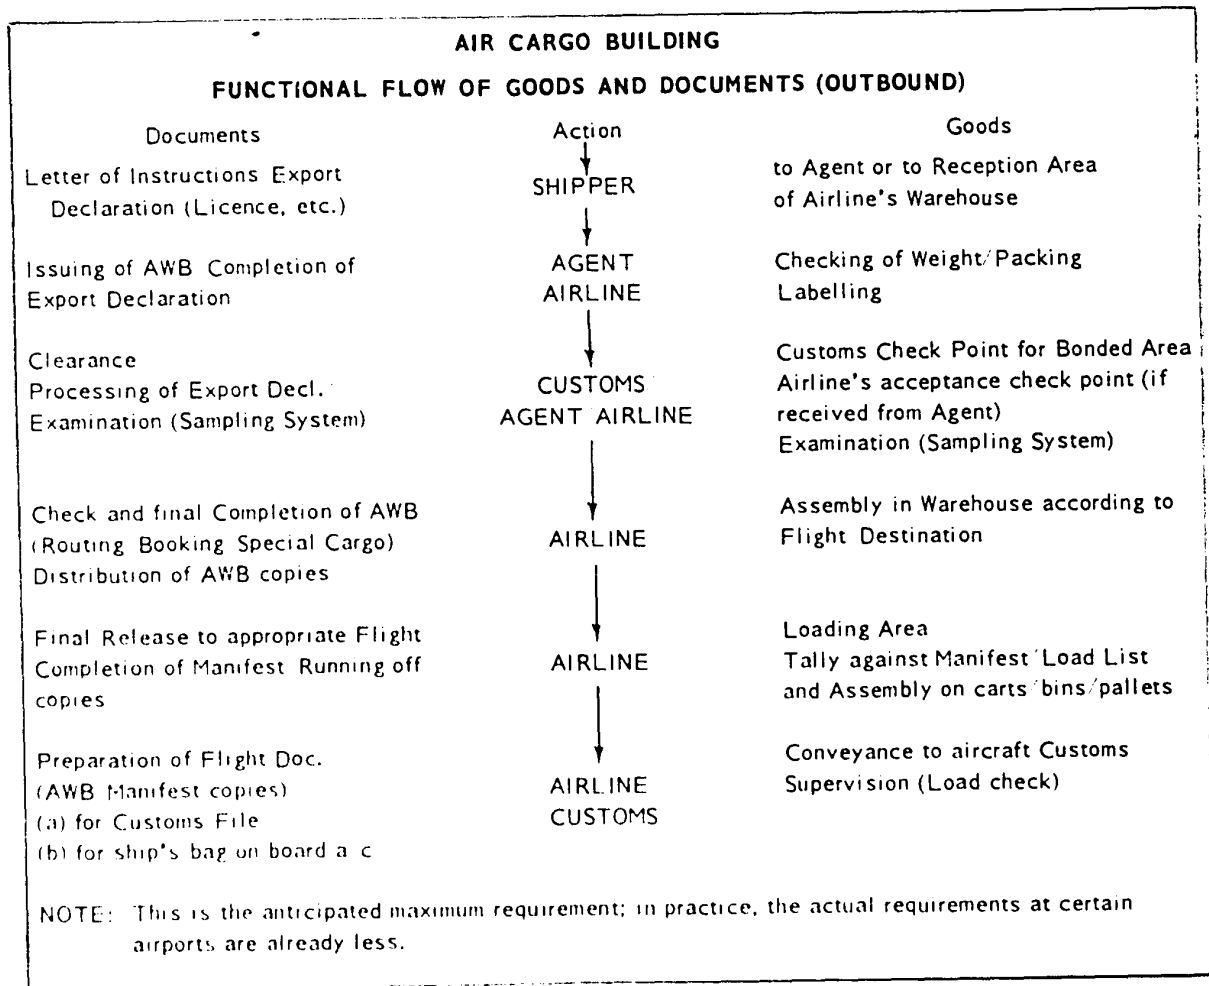 AIR CARGO BUILDING
FUNCTIONAL FLOW OF GOODS AND DOCUMENTS (OUTBOUND)
Documents Action Goods
Letter of Instructions Export
Declaration (Licence, etc.)
SHIPPER
to Agent or to Reception Area
of Airline's Warehouse
Issuing of AWB Completion of
Export Declaration
AGENT
AIRLINE
Checking of Weight/Packing
Labelling
Clearance
Processing of Export Decl.
Examination (Sampling System)
CUSTOMS
AGENT AIRLINE
Customs Check Point for Bonded Area
Airline's acceptance check point (if
received from Agent)
Examination (Sampling System)
Check and final Completion of AWB
(Routing Booking Special Cargo)
Distribution of AWB copies
AIRLINE
Assembly in Warehouse according to
Flight Destination
Final Release to appropriate Flight
Completion of Manifest Running off
copies
AIRLINE
Loading Area
Tally against Manifest/Load List
and Assembly on carts/bins/pallets
Preparation of Flight Doc.
(AWB Manifest copies)
(a) for Customs File
(b) for ship's bag on board a c
AIRLINE
CUSTOMS
Conveyance to aircraft Customs
Supervision (Load check)
NOTE: This is the anticipated maximum requirement; in practice, the actual requirements at certain
airports are already less.